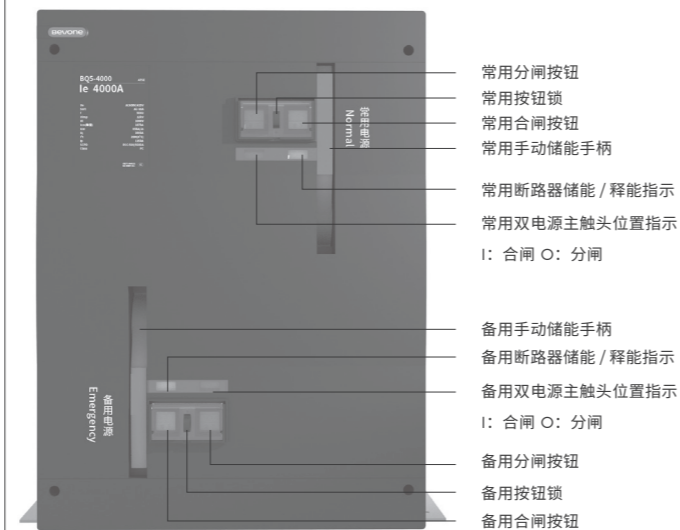 Bevone
BQ5-4000
Ie 4000A
常用电源
Normal
常用分闸按钮
常用按钮锁
常用合闸按钮
常用手动储能手柄
常用断路器储能 / 释能指示
常用双电源主触头位置指示
I：合闸 O：分闸
备用电源
Emergency
备用手动储能手柄
备用断路器储能 / 释能指示
备用双电源主触头位置指示
I：合闸 O：分闸
备用分闸按钮
备用按钮锁
备用合闸按钮